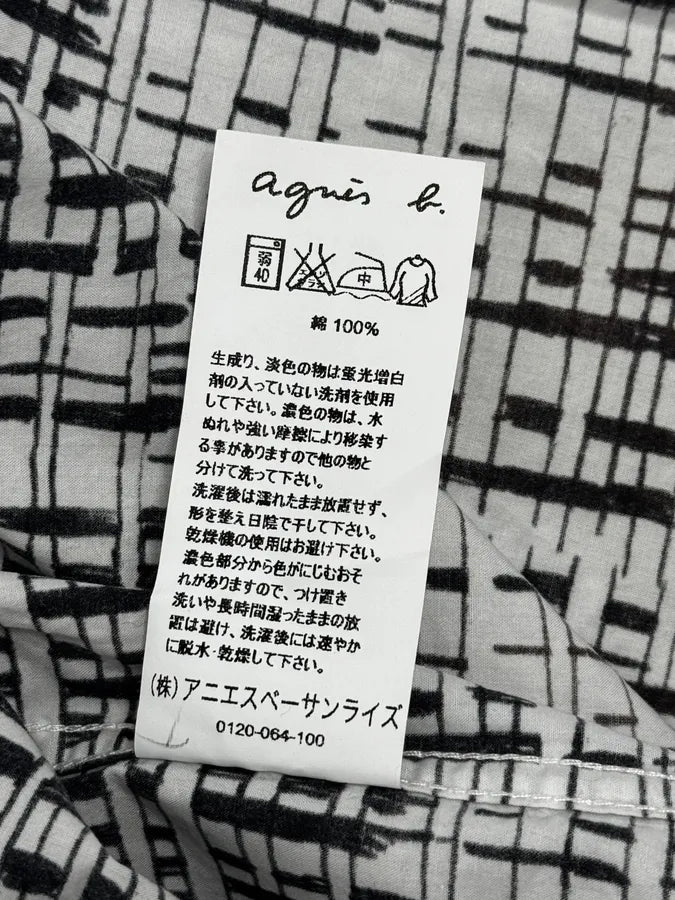 agnès b.
弱
40
エンソ
サラシ
中
綿 100%
生成り、淡色の物は蛍光増白
剤の入っていない洗剤を使用
して下さい。濃色の物は、水
ぬれや強い摩擦により移染す
る事がありますので他の物と
分けて洗って下さい。
洗濯後は濡れたまま放置せず、
形を整え日陰で干して下さい。
乾燥機の使用はお避け下さい。
濃色部分から色がにじむおそ
れがありますので、つけ置き
洗いや長時間湿ったままの放
置は避け、洗濯後には速やか
に脱水·乾燥して下さい。
(株)アニエスベーサンライズ
0120-064-100